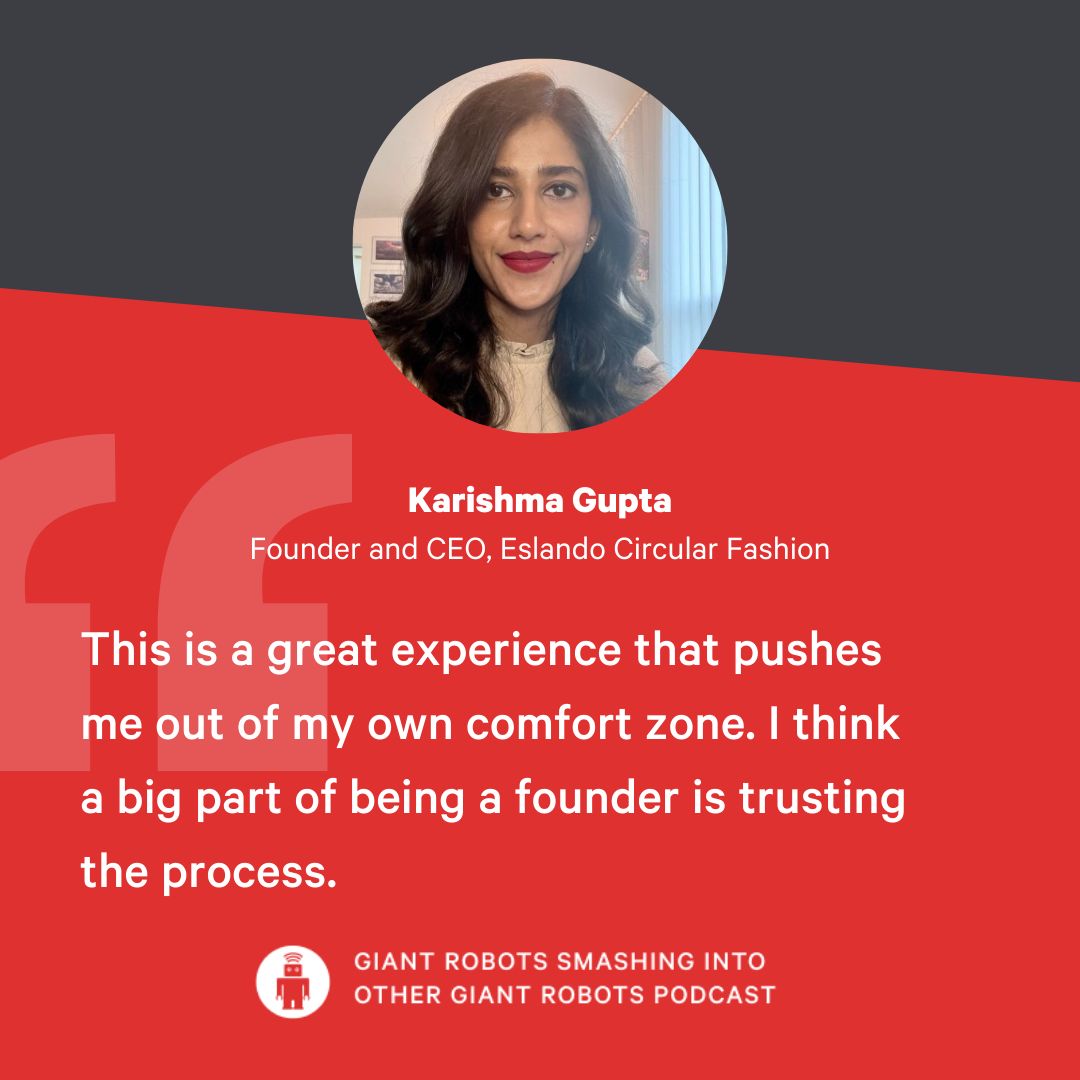 Karishma Gupta
Founder and CEO, Eslando Circular Fashion
This is a great experience that pushes
me out of my own comfort zone. I think
a big part of being a founder is trusting
the process.
GIANT ROBOTS SMASHING INTO
OTHER GIANT ROBOTS PODCAST